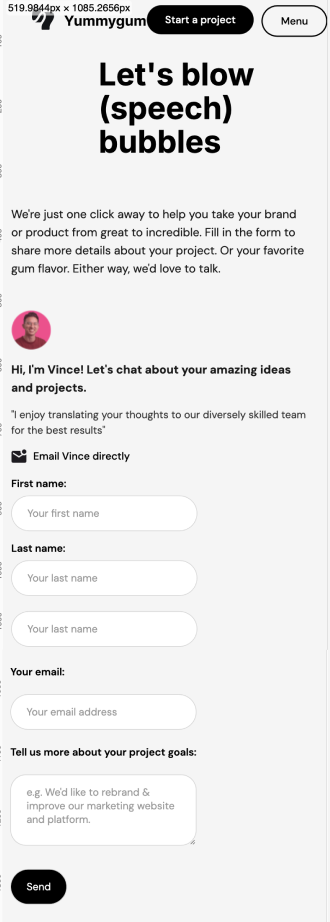 519.9844px × 1085.2656px
Yummygum
Start a project
Menu
Let's blow
(speech)
bubbles
We're just one click away to help you take your brand
or product from great to incredible. Fill in the form to
share more details about your project. Or your favorite
gum flavor. Either way, we'd love to talk.
Hi, I'm Vince! Let's chat about your amazing ideas
and projects.
"I enjoy translating your thoughts to our diversely skilled team
for the best results"
Email Vince directly
First name:
Your first name
Last name:
Your last name
Your last name
Your email:
Your email address
Tell us more about your project goals:
e.g. We'd like to rebrand &
improve our marketing website
and platform.
Send